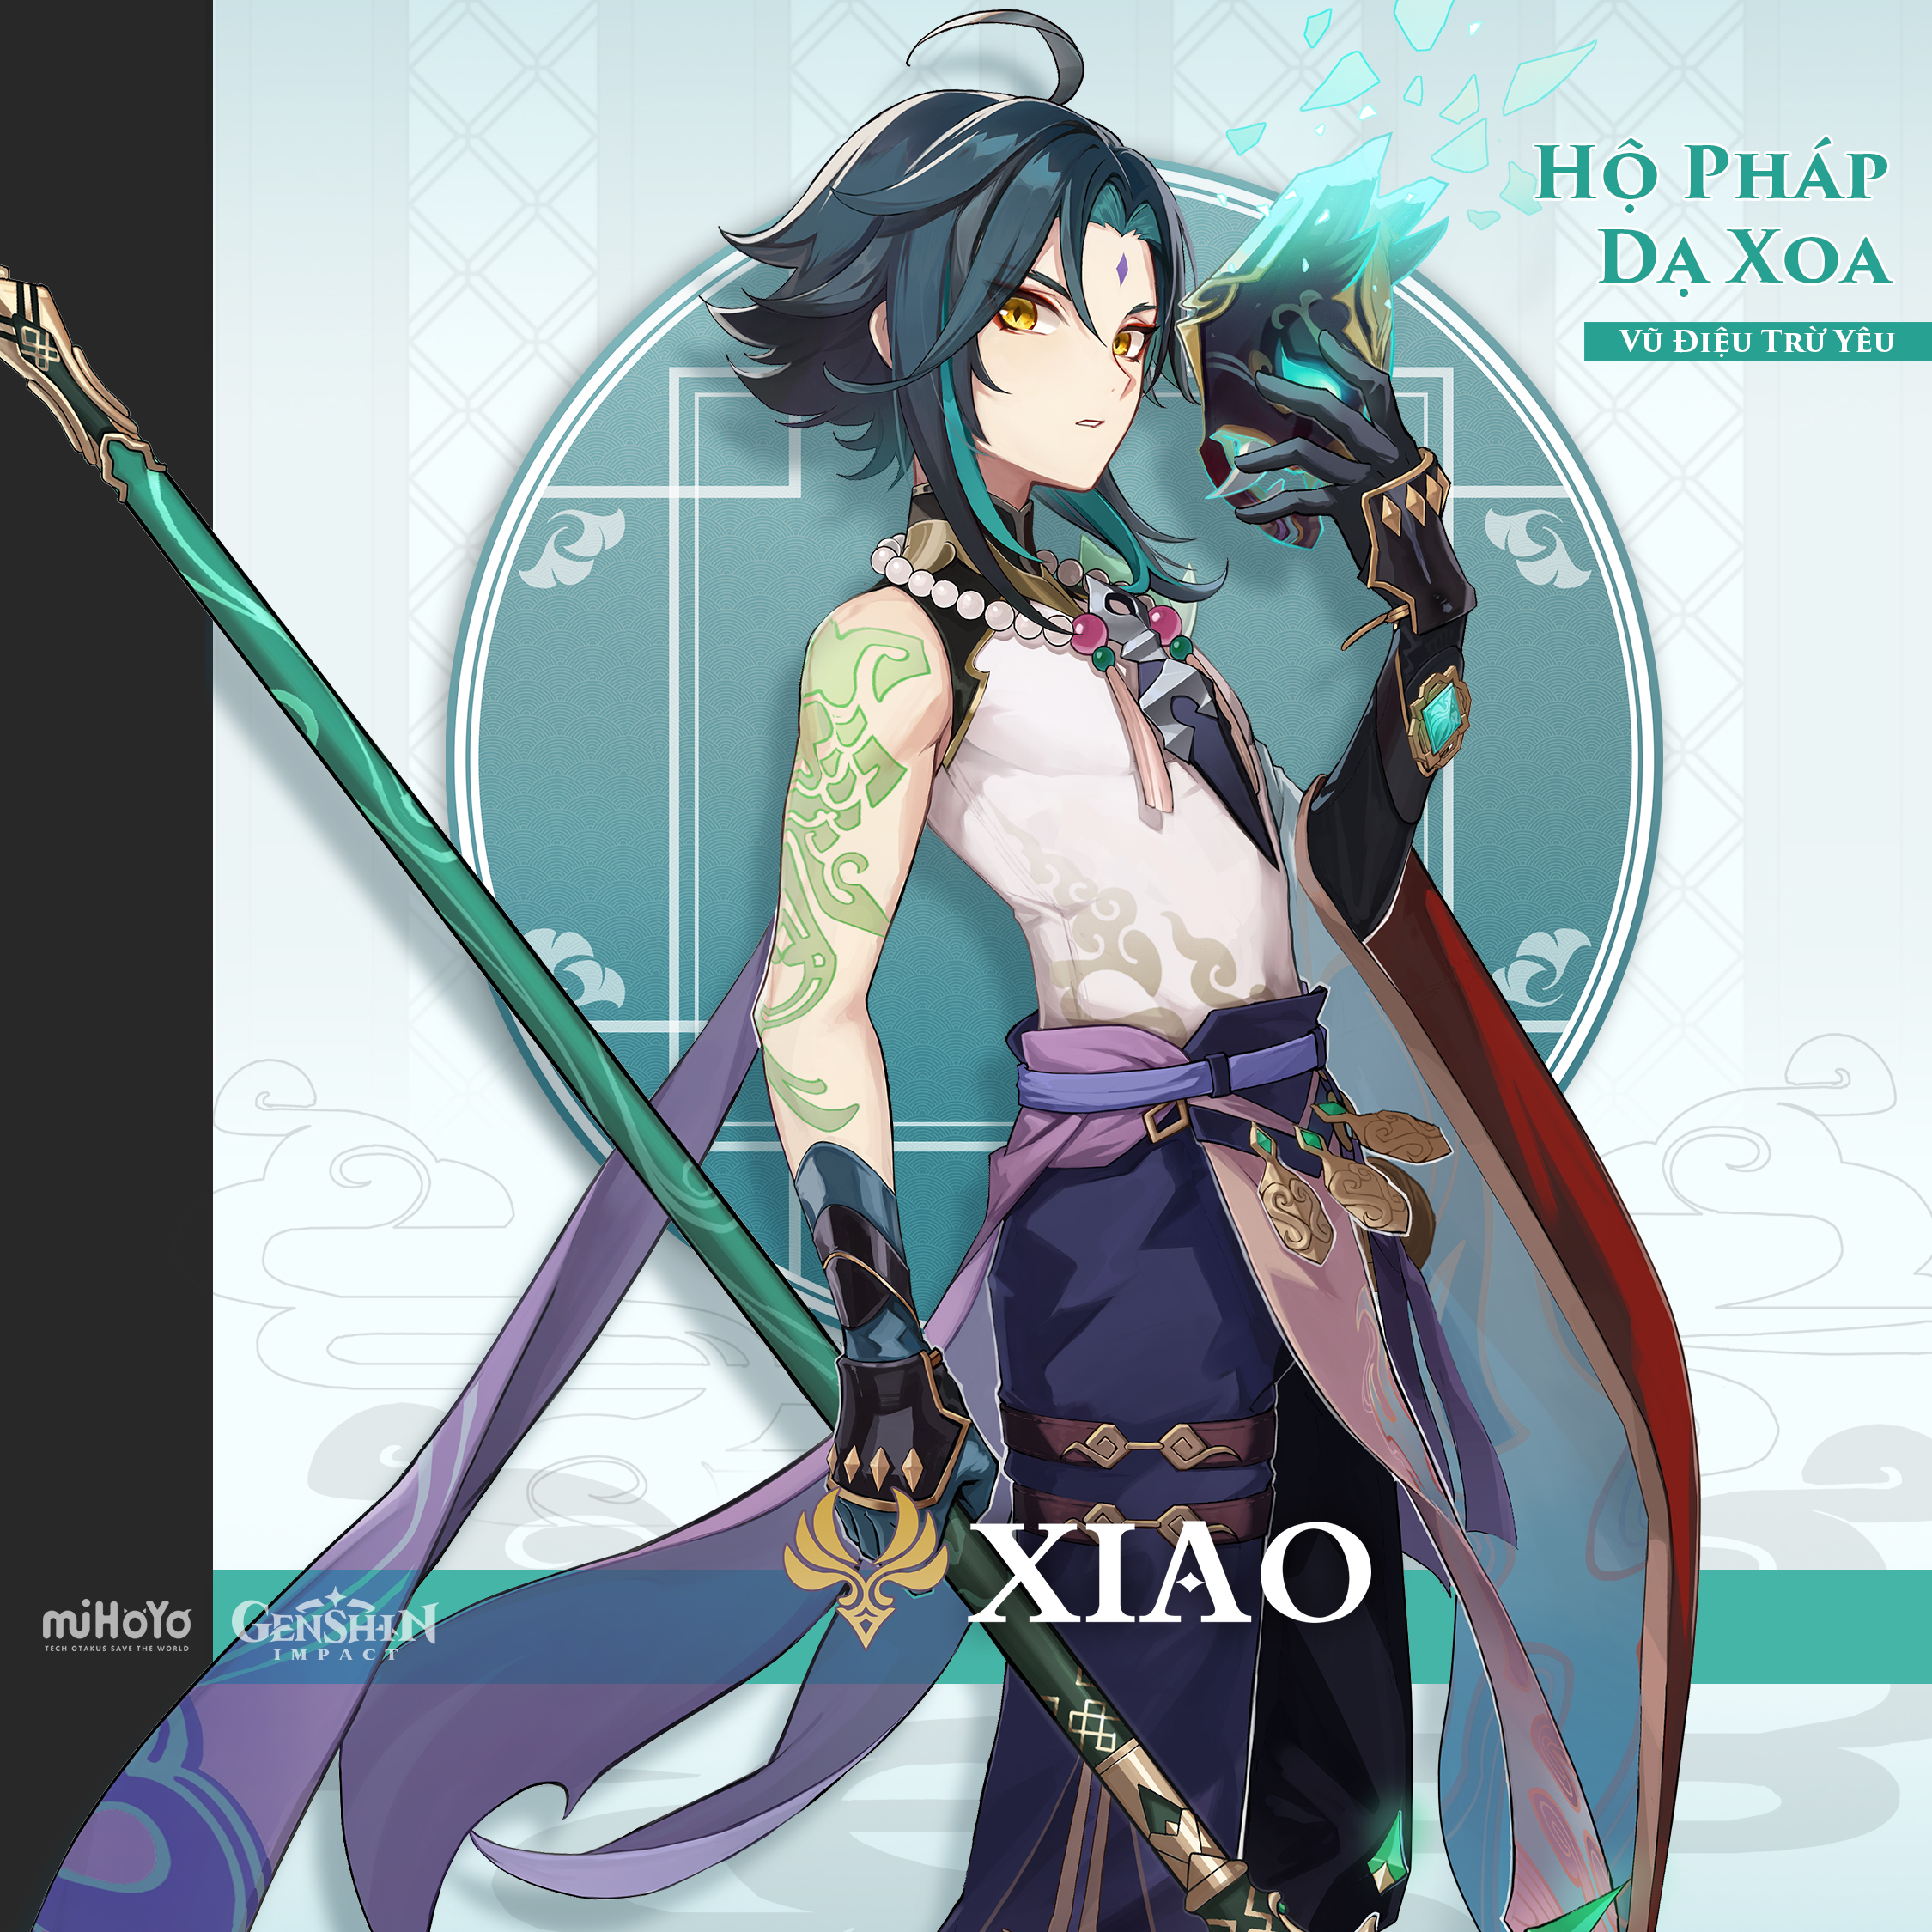 Hộ Pháp
Dạ Xoa
Vũ Điệu Trừ Yêu
XIAO
miHoYo
TECH OTAKUS SAVE THE WORLD
GENSHIN
IMPACT